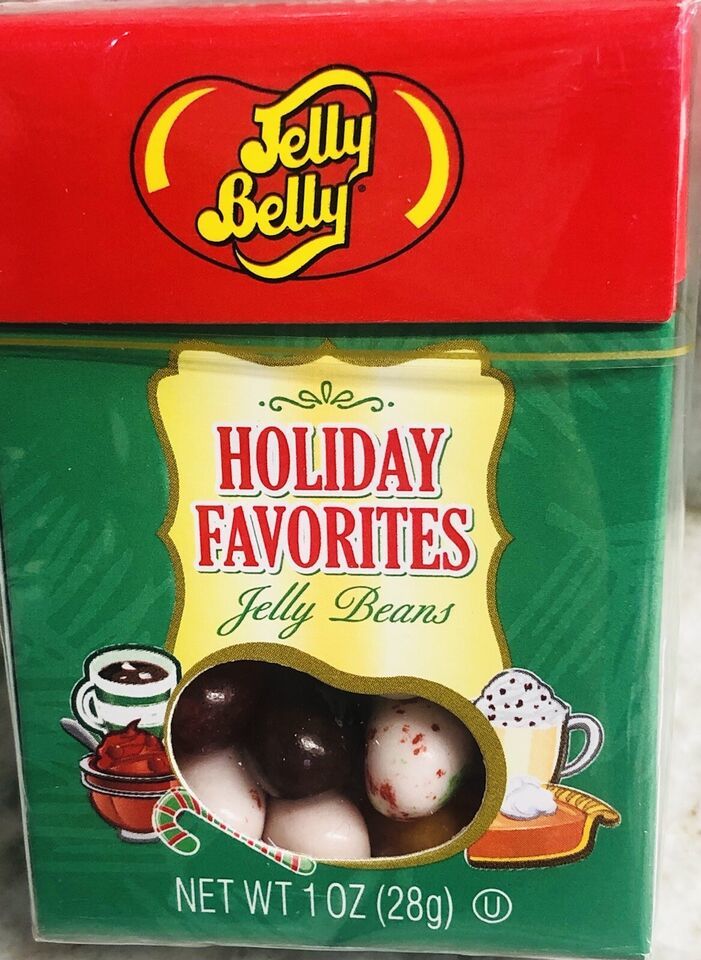 Jelly
Belly®
HOLIDAY
FAVORITES
Jelly Beans
NET WT 1 OZ (28g) Ⓤ